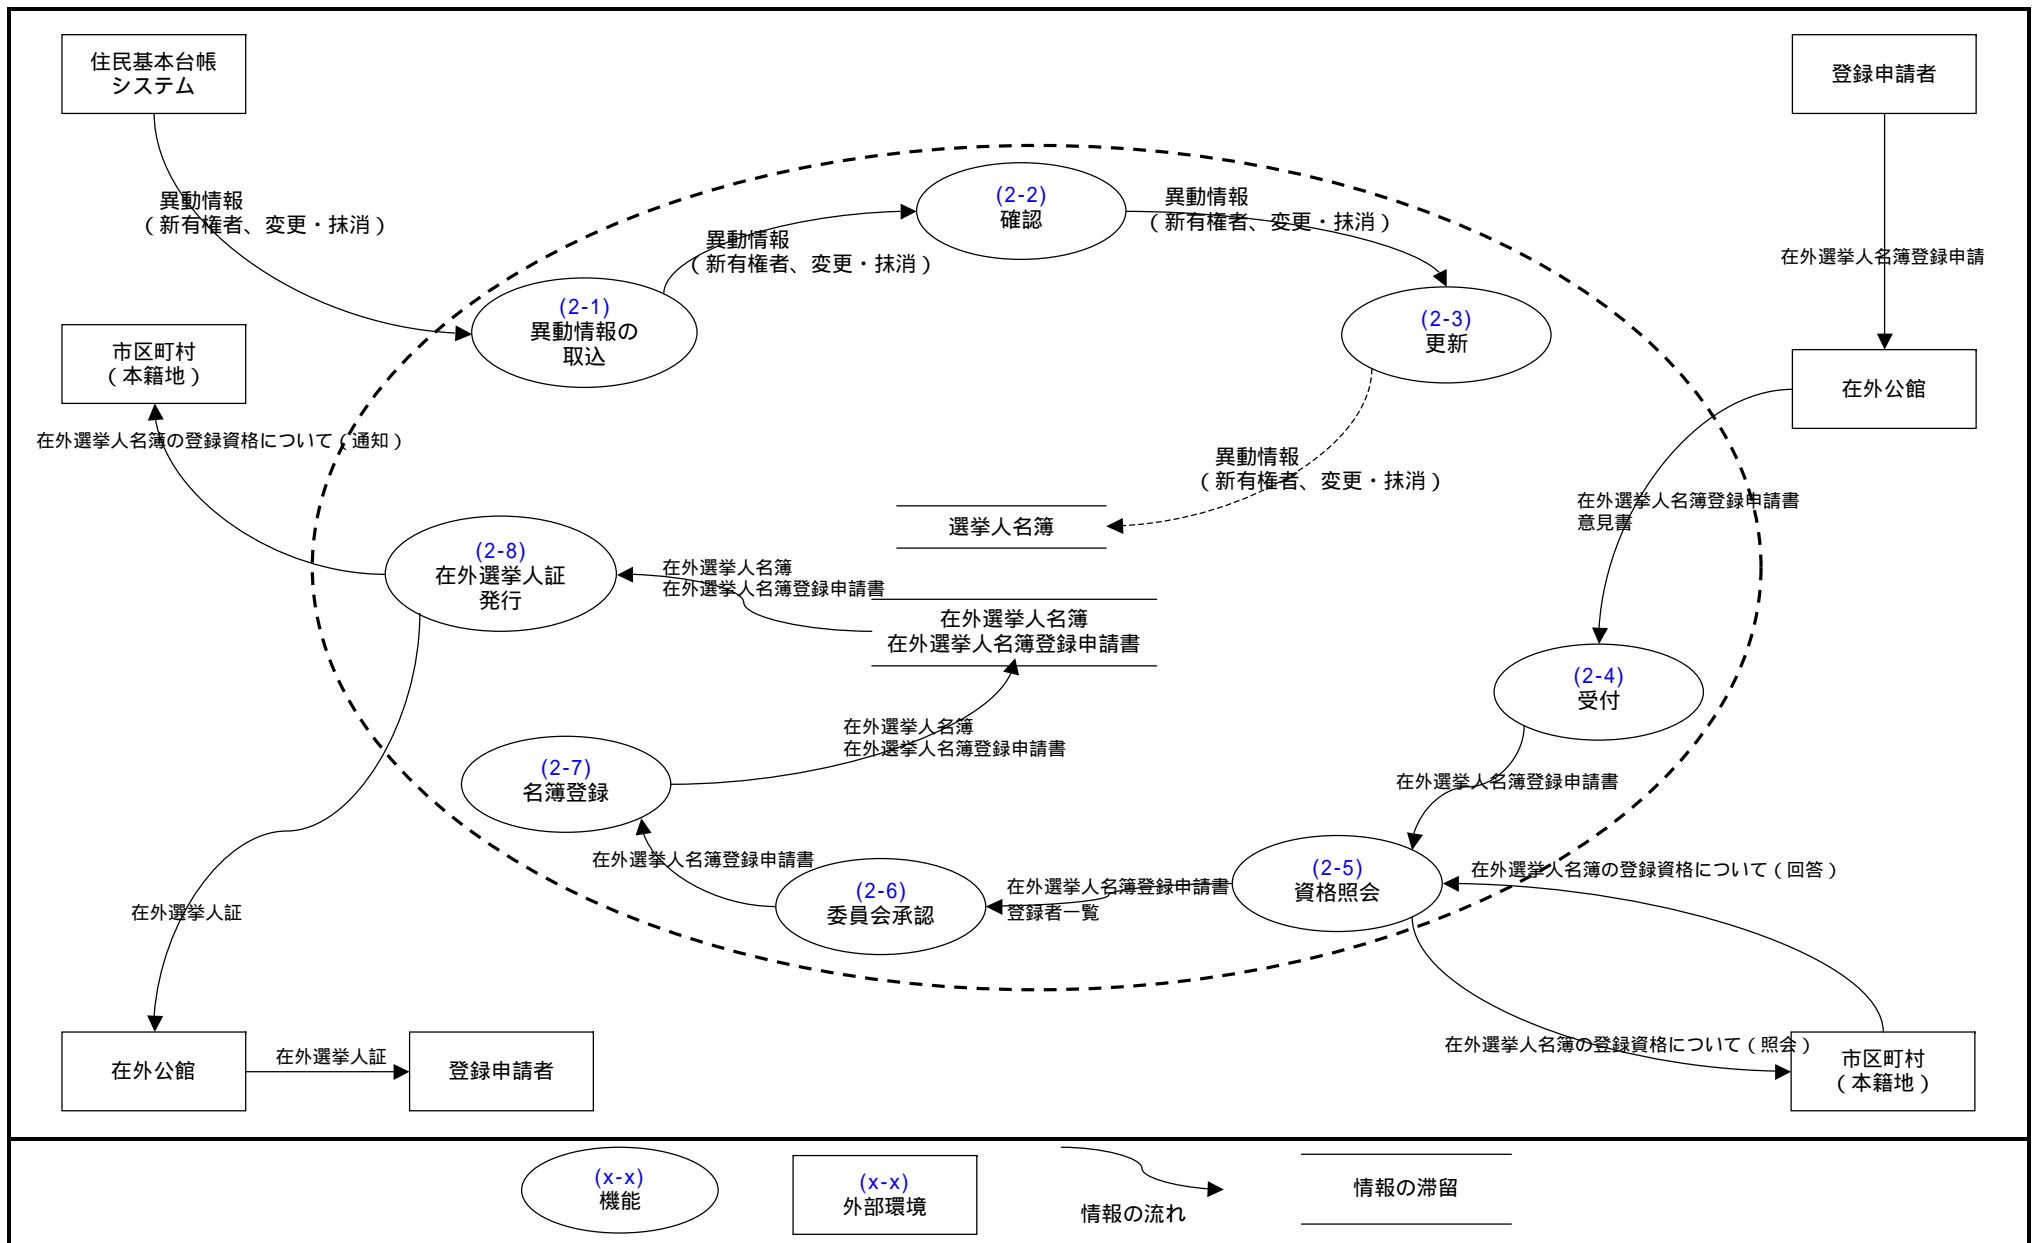 住民基本台帳
システム
登録申請者
異動情報
（新有権者、変更・抹消）
異動情報
（新有権者、変更・抹消）
(2-2)
確認
異動情報
（新有権者、変更・抹消）
在外選挙人名簿登録申請
(2-1)
異動情報の
取込
(2-3)
更新
市区町村
（本籍地）
在外公館
在外選挙人名簿の登録資格について（通知）
異動情報
（新有権者、変更・抹消）
在外選挙人名簿登録申請書
意見書
選挙人名簿
(2-8)
在外選挙人証
発行
在外選挙人名簿
在外選挙人名簿登録申請書
在外選挙人名簿
在外選挙人名簿登録申請書
(2-4)
受付
在外選挙人名簿
在外選挙人名簿登録申請書
(2-7)
名簿登録
在外選挙人名簿登録申請書
在外選挙人名簿登録申請書
(2-6)
委員会承認
在外選挙人名簿登録申請書
登録者一覧
(2-5)
資格照会
在外選挙人名簿の登録資格について（回答）
在外選挙人証
在外選挙人名簿の登録資格について（照会）
在外公館
在外選挙人証
登録申請者
市区町村
（本籍地）
(x-x)
機能
(x-x)
外部環境
情報の流れ
情報の滞留